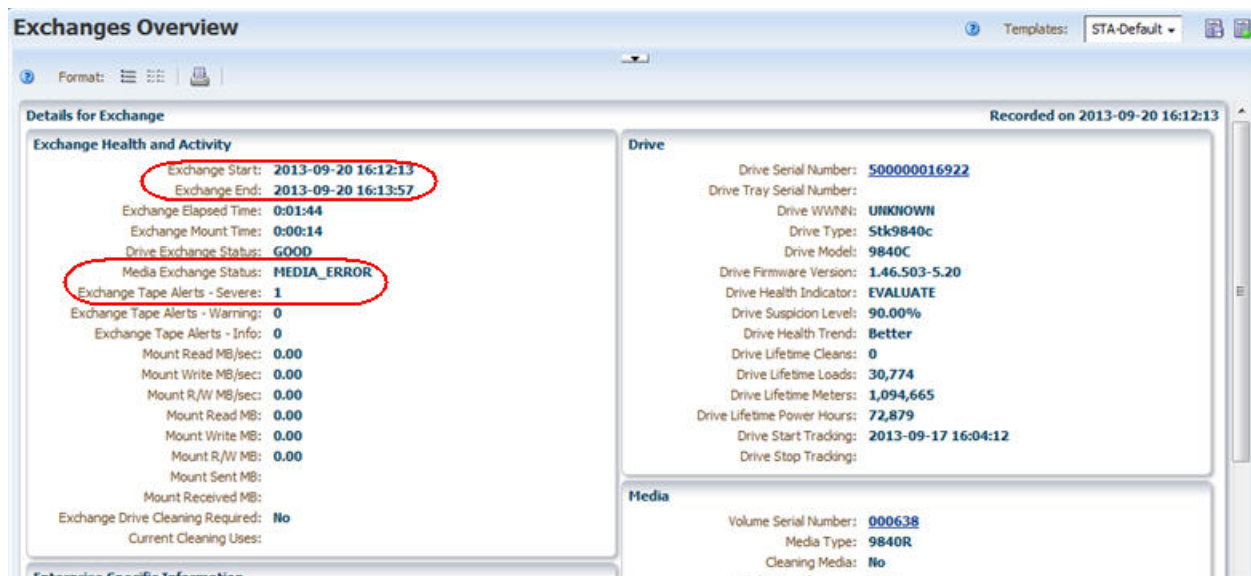 Exchanges Overview
Templates: STA-Default
Format:
Details for Exchange
Recorded on 2013-09-20 16:12:13
Exchange Health and Activity
Exchange Start: 2013-09-20 16:12:13
Exchange End: 2013-09-20 16:13:57
Exchange Elapsed Time: 0:01:44
Exchange Mount Time: 0:00:14
Drive Exchange Status: GOOD
Media Exchange Status: MEDIA_ERROR
Exchange Tape Alerts - Severe: 1
Exchange Tape Alerts - Warning: 0
Exchange Tape Alerts - Info: 0
Mount Read MB/sec: 0.00
Mount Write MB/sec: 0.00
Mount R/W MB/sec: 0.00
Mount Read MB: 0.00
Mount Write MB: 0.00
Mount R/W MB: 0.00
Mount Sent MB:
Mount Received MB:
Exchange Drive Cleaning Required: No
Current Cleaning Uses:
Enterprise Specific Information
Drive
Drive Serial Number: 500000016922
Drive Tray Serial Number:
Drive WWNN: UNKNOWN
Drive Type: Stk9840c
Drive Model: 9840C
Drive Firmware Version: 1.46.503-5.20
Drive Health Indicator: EVALUATE
Drive Suspicion Level: 90.00%
Drive Health Trend: Better
Drive Lifetime Cleans: 0
Drive Lifetime Loads: 30,774
Drive Lifetime Meters: 1,094,665
Drive Lifetime Power Hours: 72,879
Drive Start Tracking: 2013-09-17 16:04:12
Drive Stop Tracking:
Media
Volume Serial Number: 000638
Media Type: 9840R
Cleaning Media: No